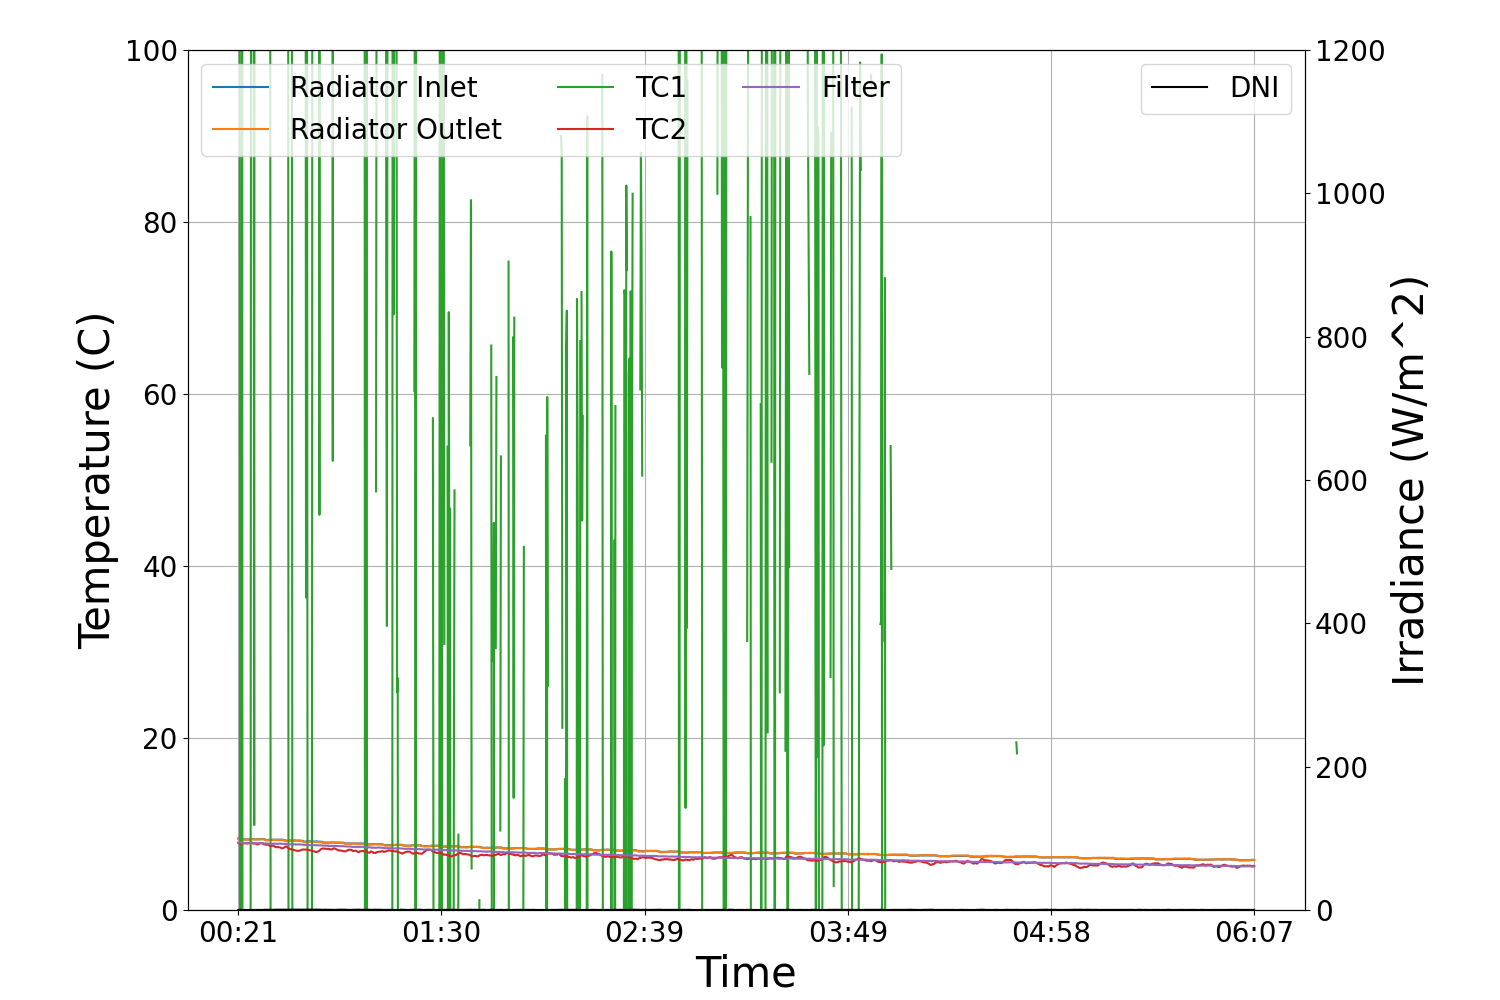 100
80
60
40
20
0
Temperature (C)
Radiator Inlet
Radiator Outlet
TC1
TC2
Filter
DNI
1200
1000
800
600
400
200
0
Irradiance (W/m^2)
00:21 01:30 02:39 03:49 04:58 06:07
Time